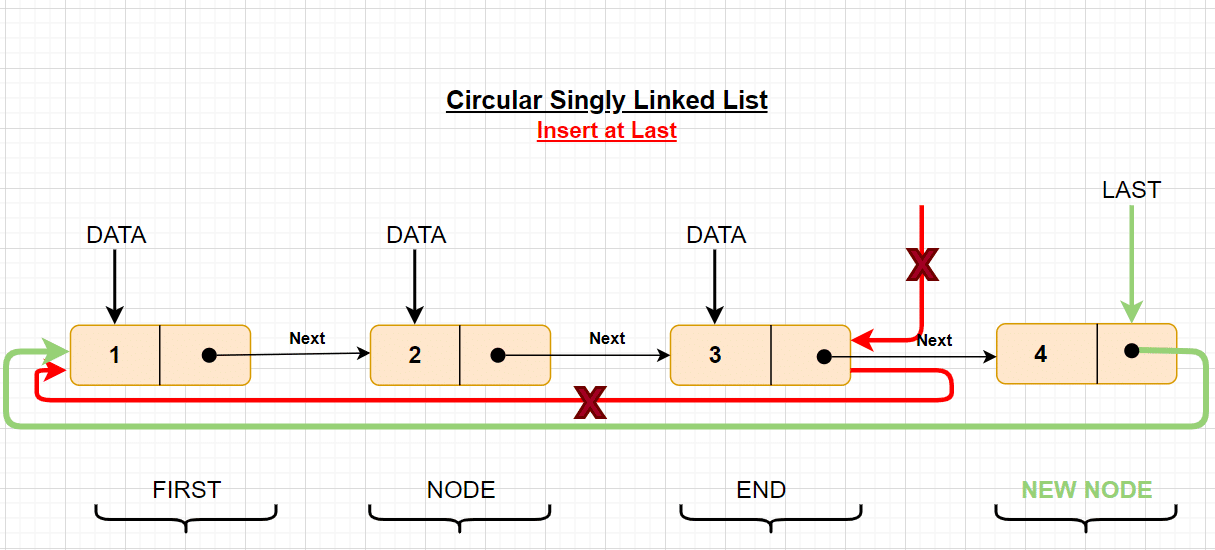 Circular Singly Linked List
Insert at Last
LAST
DATA
DATA
DATA
1
Next
2
Next
3
Next
4
FIRST
NODE
END
NEW NODE